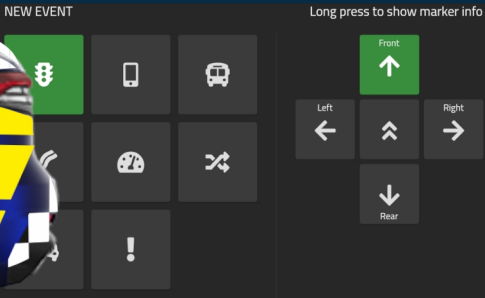 NEW EVENT
Long press to show marker info
Front
Left
Right
Rear